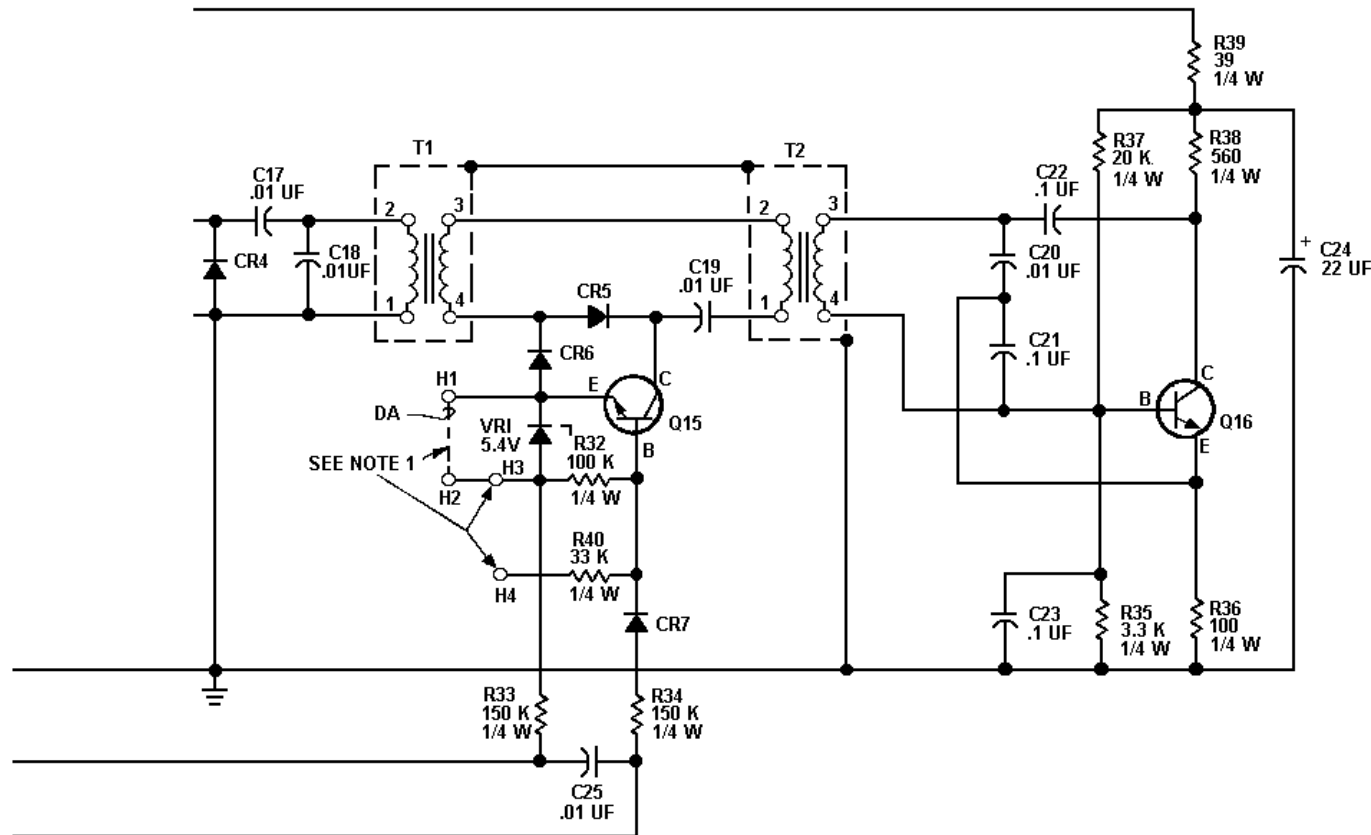 R39
39
1/4 W
R37
20 K
1/4 W
R38
560
1/4 W
T1
T2
C17
.01 UF
C22
.1 UF
2
3
2
3
C18
.01UF
C20
.01 UF
+
C24
22 UF
CR4
C19
.01 UF
CR5
1
4
1
4
C21
.1 UF
CR6
H1
E
C
C
DA
VRI
5.4V
Q15
B
Q16
R32
100 K
1/4 W
B
E
SEE NOTE 1
H3
H2
R40
33 K
1/4 W
H4
C23
.1 UF
R35
3.3 K
1/4 W
R36
100
1/4 W
CR7
R33
150 K
1/4 W
R34
150 K
1/4 W
C25
.01 UF